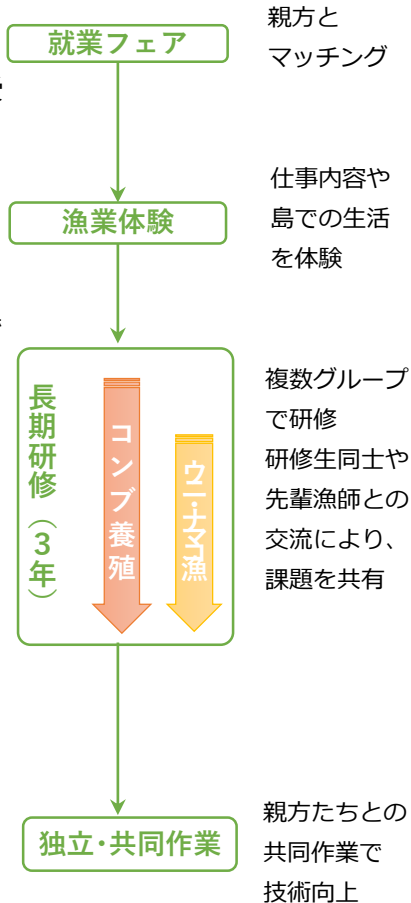 就業フェア
親方と
マッチング
漁業体験
仕事内容や
島での生活
を体験
長期研修（3年）
コンブ養殖
ウニ・ナマコ漁
複数グループ
で研修
研修生同士や
先輩漁師との
交流により、
課題を共有
独立・共同作業
親方たちとの
共同作業で
技術向上